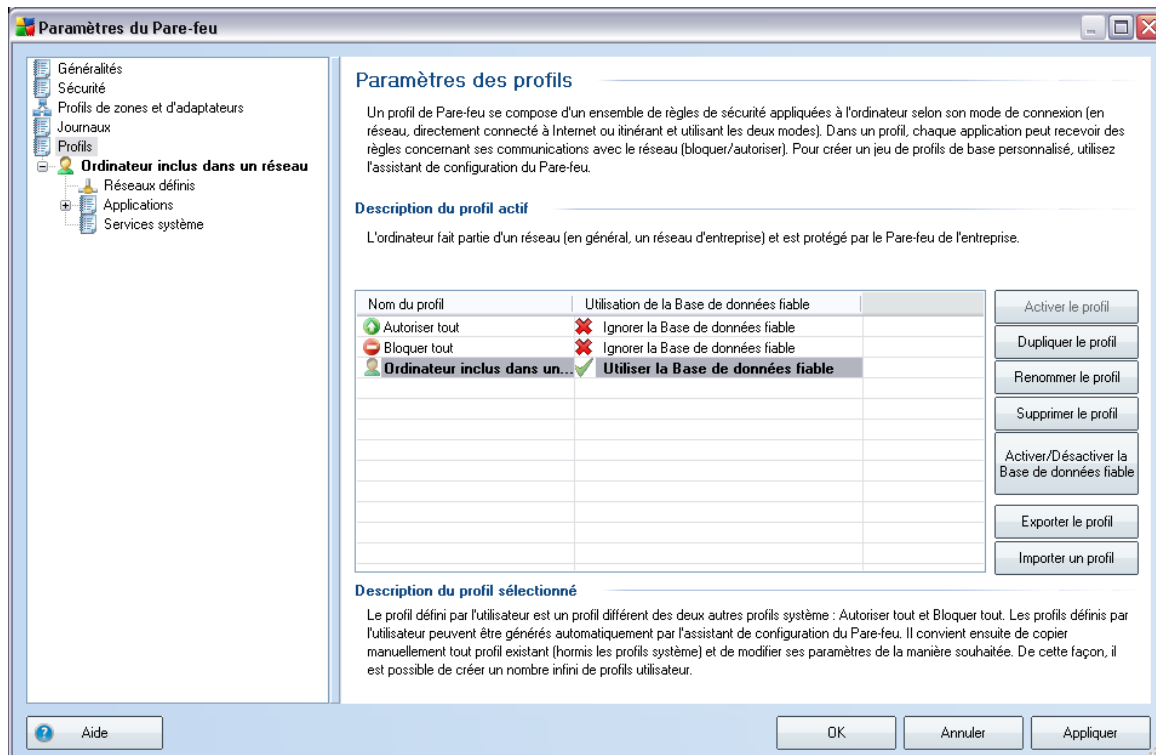 Paramètres du Pare-feu
Généralités
Sécurité
Profils de zones et d'adaptateurs
Journaux
Profils
Ordinateur inclus dans un réseau
Réseaux définis
Applications
Services système
Paramètres des profils
Un profil de Pare-feu se compose d'un ensemble de règles de sécurité appliquées à l'ordinateur selon son mode de connexion (en
réseau, directement connecté à Internet ou itinérant et utilisant les deux modes). Dans un profil, chaque application peut recevoir des
règles concernant ses communications avec le réseau (bloquer/autoriser). Pour créer un jeu de profils de base personnalisé, utilisez
l'assistant de configuration du Pare-feu.
Description du profil actif
L'ordinateur fait partie d'un réseau (en général, un réseau d'entreprise) et est protégé par le Pare-feu de l'entreprise.
Nom du profil Utilisation de la Base de données fiable
Autoriser tout Ignorer la Base de données fiable
Bloquer tout Ignorer la Base de données fiable
Ordinateur inclus dans un... Utiliser la Base de données fiable
Activer le profil
Dupliquer le profil
Renommer le profil
Supprimer le profil
Activer/Désactiver la
Base de données fiable
Exporter le profil
Importer un profil
Description du profil sélectionné
Le profil défini par l'utilisateur est un profil différent des deux autres profils système : Autoriser tout et Bloquer tout. Les profils définis par
l'utilisateur peuvent être générés automatiquement par l'assistant de configuration du Pare-feu. Il convient ensuite de copier
manuellement tout profil existant (hormis les profils système) et de modifier ses paramètres de la manière souhaitée. De cette façon, il
est possible de créer un nombre infini de profils utilisateur.
Aide
OK
Annuler
Appliquer